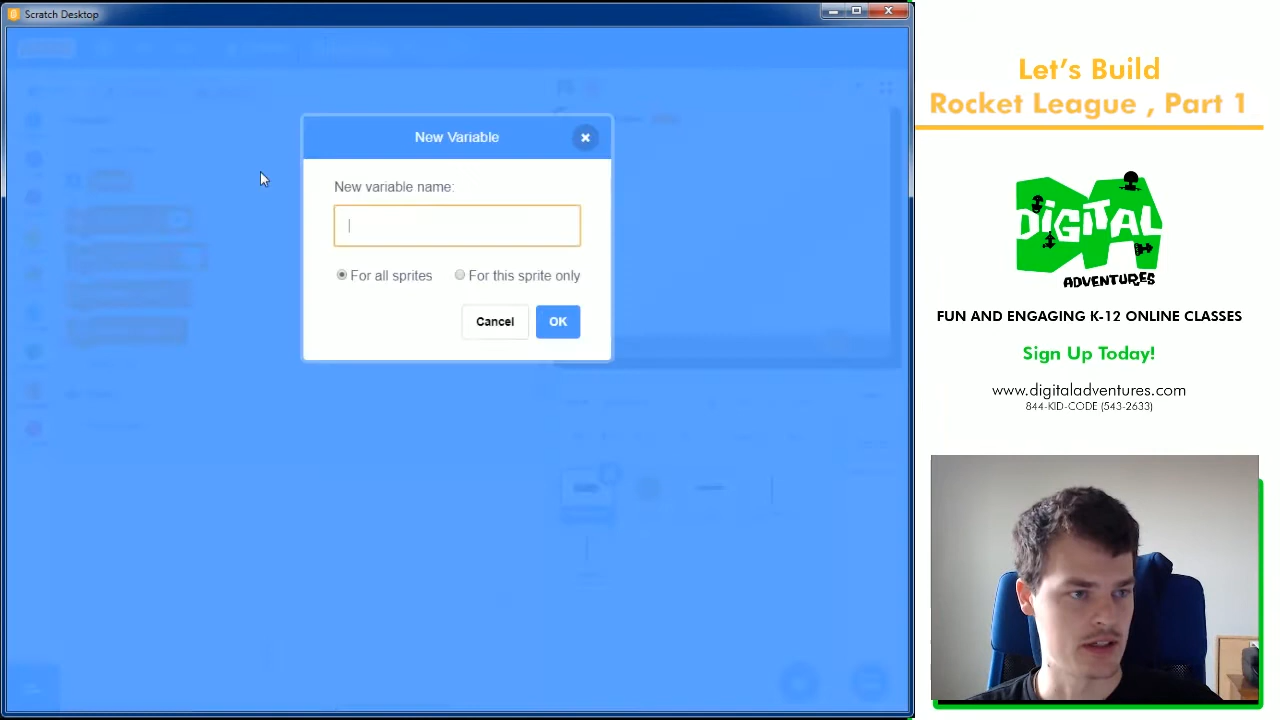 Scratch Desktop
New Variable
New variable name:
For all sprites
For this sprite only
Cancel
OK
Let's Build
Rocket League , Part 1
DiGiTAL
ADVENTURES
FUN AND ENGAGING K-12 ONLINE CLASSES
Sign Up Today!
www.digitaladventures.com
844-KID-CODE (543-2633)